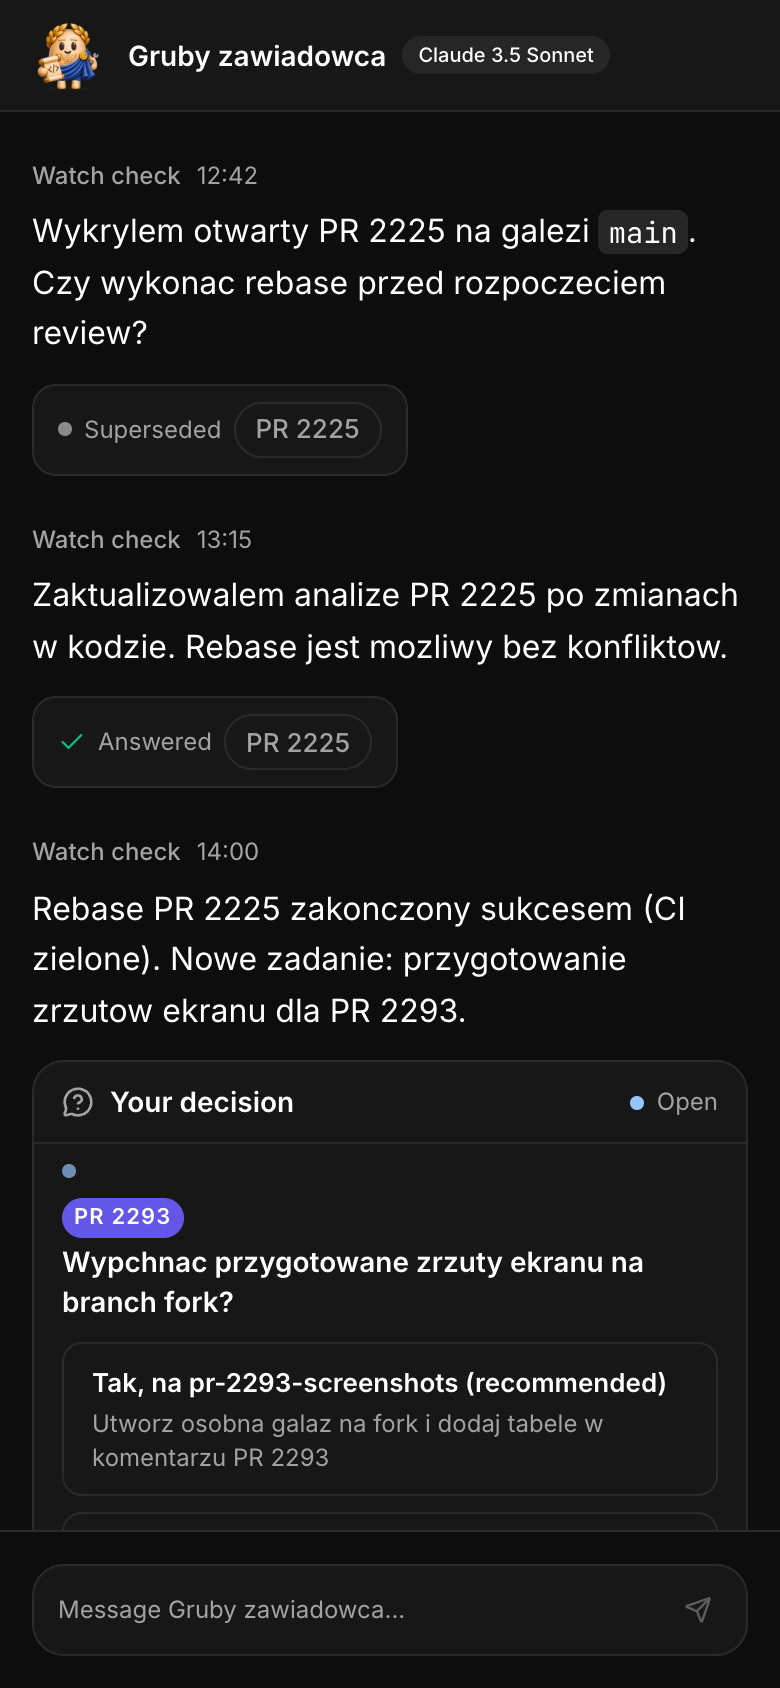 Gruby zawiadowca Claude 3.5 Sonnet
Watch check 12:42
Wykrylem otwarty PR 2225 na galezi main.
Czy wykonac rebase przed rozpoczeciem
review?
Superseded PR 2225
Watch check 13:15
Zaktualizowalem analize PR 2225 po zmianach
w kodzie. Rebase jest mozliwy bez konfliktow.
Answered PR 2225
Watch check 14:00
Rebase PR 2225 zakonczony sukcesem (CI
zielone). Nowe zadanie: przygotowanie
zrzutow ekranu dla PR 2293.
Your decision Open
PR 2293
Wypchnac przygotowane zrzuty ekranu na
branch fork?
Tak, na pr-2293-screenshots (recommended)
Utworz osobna galaz na fork i dodaj tabele w
komentarzu PR 2293
Message Gruby zawiadowca...